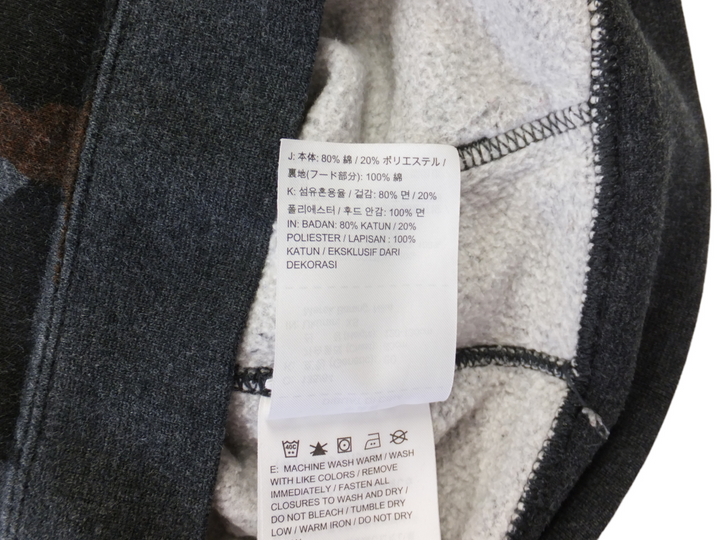 J: 本体: 80% 綿 / 20% ポリエステル /
裏地(フード部分): 100% 綿
K: 섬유혼용율 / 겉감: 80% 면 / 20%
폴리에스터 / 후드 안감: 100% 면
IN: BADAN: 80% KATUN / 20%
POLIESTER / LAPISAN : 100%
KATUN / EKSKLUSIF DARI
DEKORASI
40C
E: MACHINE WASH WARM / WASH
WITH LIKE COLORS / REMOVE
IMMEDIATELY / FASTEN ALL
CLOSURES TO WASH AND DRY /
DO NOT BLEACH / TUMBLE DRY
LOW / WARM IRON / DO NOT DRY